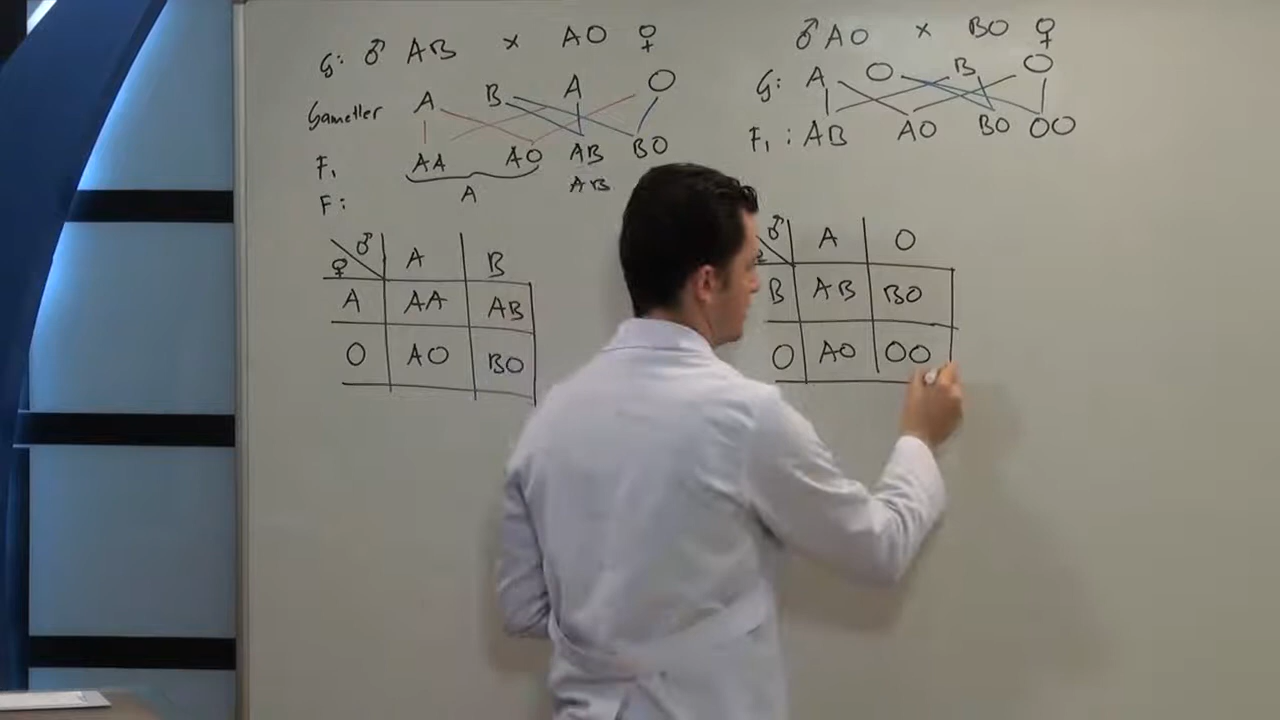 G: ♂ AB x AO ♀
Gametler A B A O
F₁ AA AO AB BO
F: A AB
♀ ♂ A B
A AA AB
O AO BO
♂ AO x BO ♀
G: A O B O
F₁ : AB AO BO OO
♂ A O
B AB BO
O AO OO